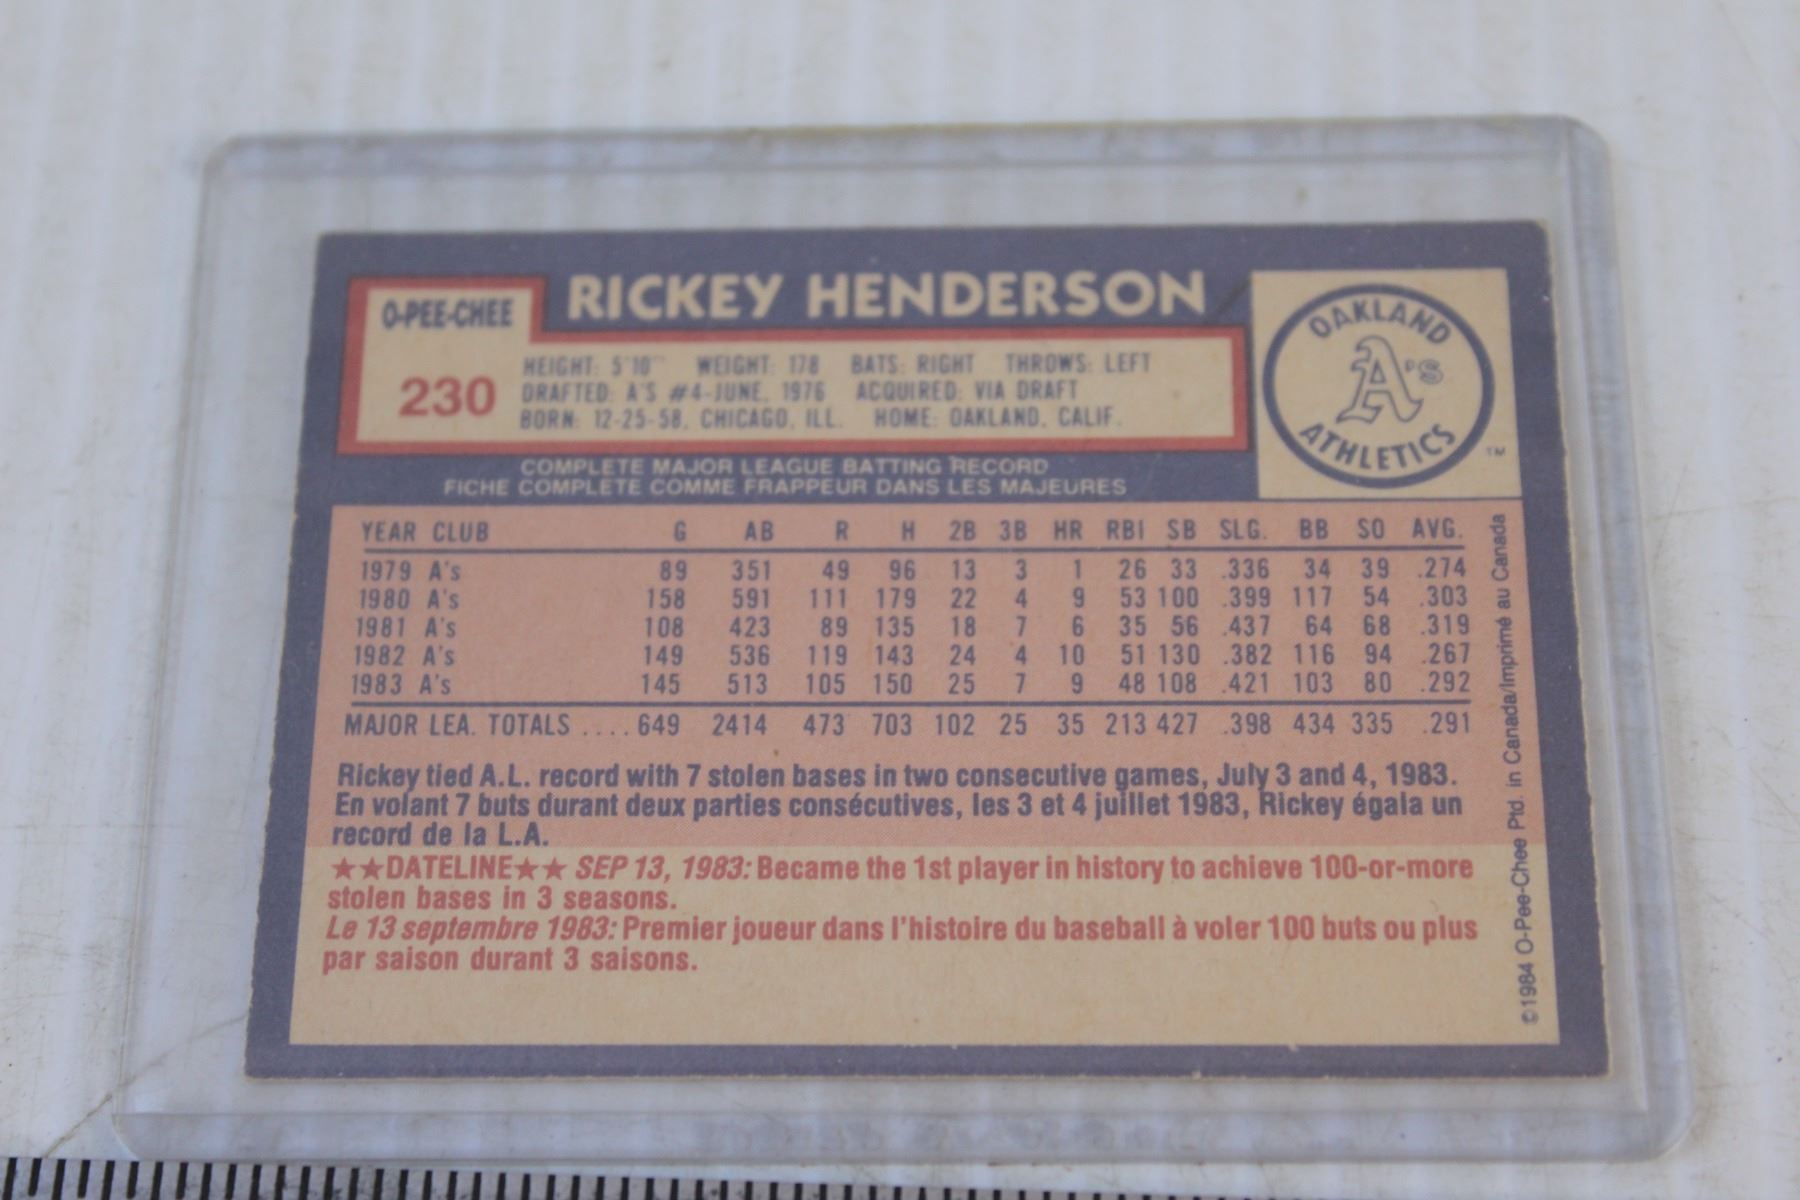 O-PEE-CHEE
230
RICKEY HENDERSON
HEIGHT: 5'10" WEIGHT: 178 BATS: RIGHT THROWS: LEFT
DRAFTED: A'S #4-JUNE, 1976 ACQUIRED: VIA DRAFT
BORN: 12-25-58, CHICAGO, ILL. HOME: OAKLAND, CALIF.
OAKLAND
A's
ATHLETICS
TM
COMPLETE MAJOR LEAGUE BATTING RECORD
FICHE COMPLETE COMME FRAPPEUR DANS LES MAJEURES
YEAR CLUB G AB R H 2B 3B HR RBI SB SLG. BB SO AVG.
1979 A's 89 351 49 96 13 3 1 26 33 .336 34 39 .274
1980 A's 158 591 111 179 22 4 9 53 100 .399 117 54 .303
1981 A's 108 423 89 135 18 7 6 35 56 .437 64 68 .319
1982 A's 149 536 119 143 24 4 10 51 130 .382 116 94 .267
1983 A's 145 513 105 150 25 7 9 48 108 .421 103 80 .292
MAJOR LEA. TOTALS .... 649 2414 473 703 102 25 35 213 427 .398 434 335 .291
Rickey tied A.L. record with 7 stolen bases in two consecutive games, July 3 and 4, 1983.
En volant 7 buts durant deux parties consécutives, les 3 et 4 juillet 1983, Rickey égala un
record de la L.A.
★★DATELINE★★ SEP 13, 1983: Became the 1st player in history to achieve 100-or-more
stolen bases in 3 seasons.
Le 13 septembre 1983: Premier joueur dans l'histoire du baseball à voler 100 buts ou plus
par saison durant 3 saisons.
©1984 O-Pee-Chee Ptd. in Canada/Imprimé au Canada